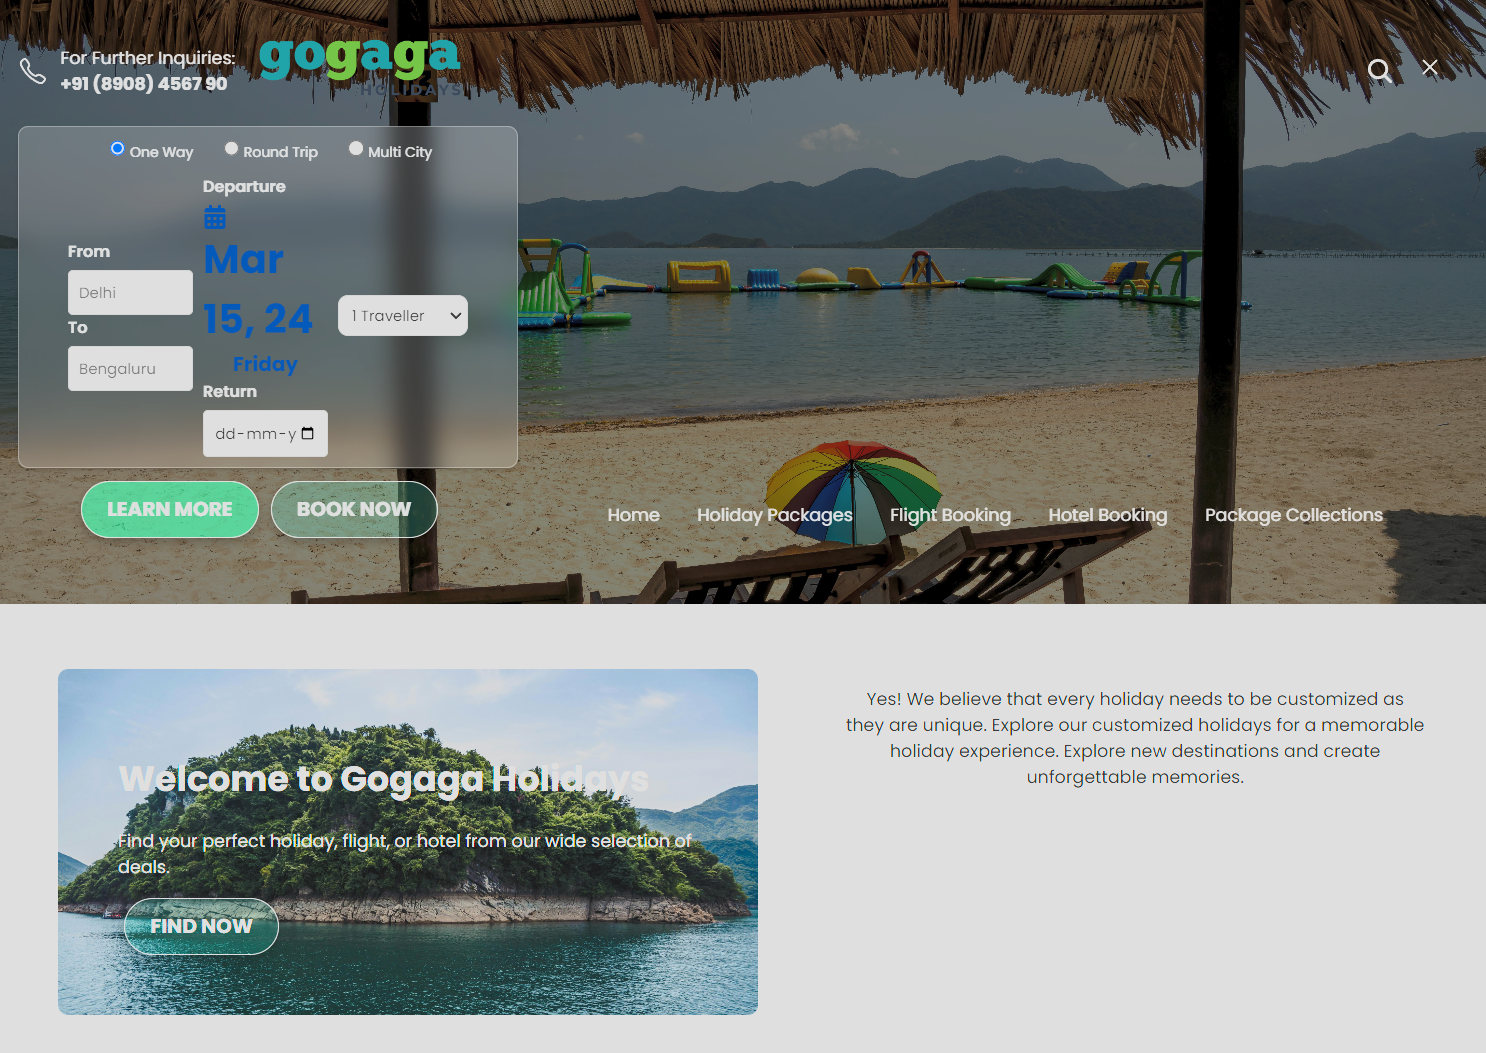 For Further Inquiries:
+91 (8908) 4567 90
gogaga
HOLIDAYS
One Way
Round Trip
Multi City
Departure
Mar
15, 24
Friday
From
Delhi
To
Bengaluru
1 Traveller
Return
dd-mm-y
LEARN MORE
BOOK NOW
Home
Holiday Packages
Flight Booking
Hotel Booking
Package Collections
Welcome to Gogaga Holidays
Find your perfect holiday, flight, or hotel from our wide selection of
deals.
FIND NOW
Yes! We believe that every holiday needs to be customized as
they are unique. Explore our customized holidays for a memorable
holiday experience. Explore new destinations and create
unforgettable memories.